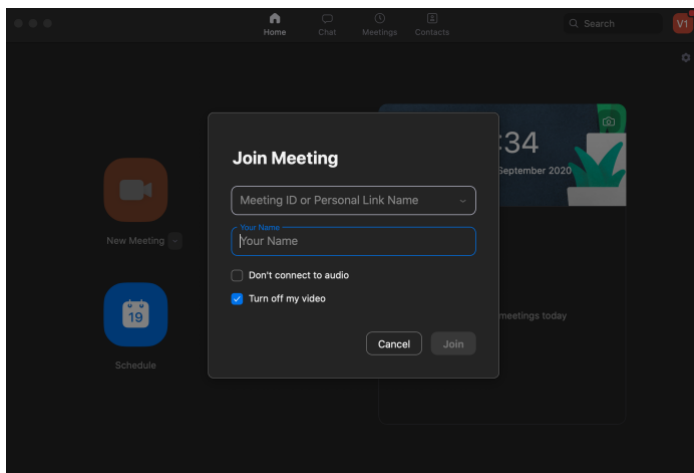 Home
Chat
Meetings
Contacts
Search
V1
:34
September 2020
Join Meeting
Meeting ID or Personal Link Name
Your Name
Your Name
Don't connect to audio
Turn off my video
Cancel
Join
New Meeting
19
Schedule
meetings today